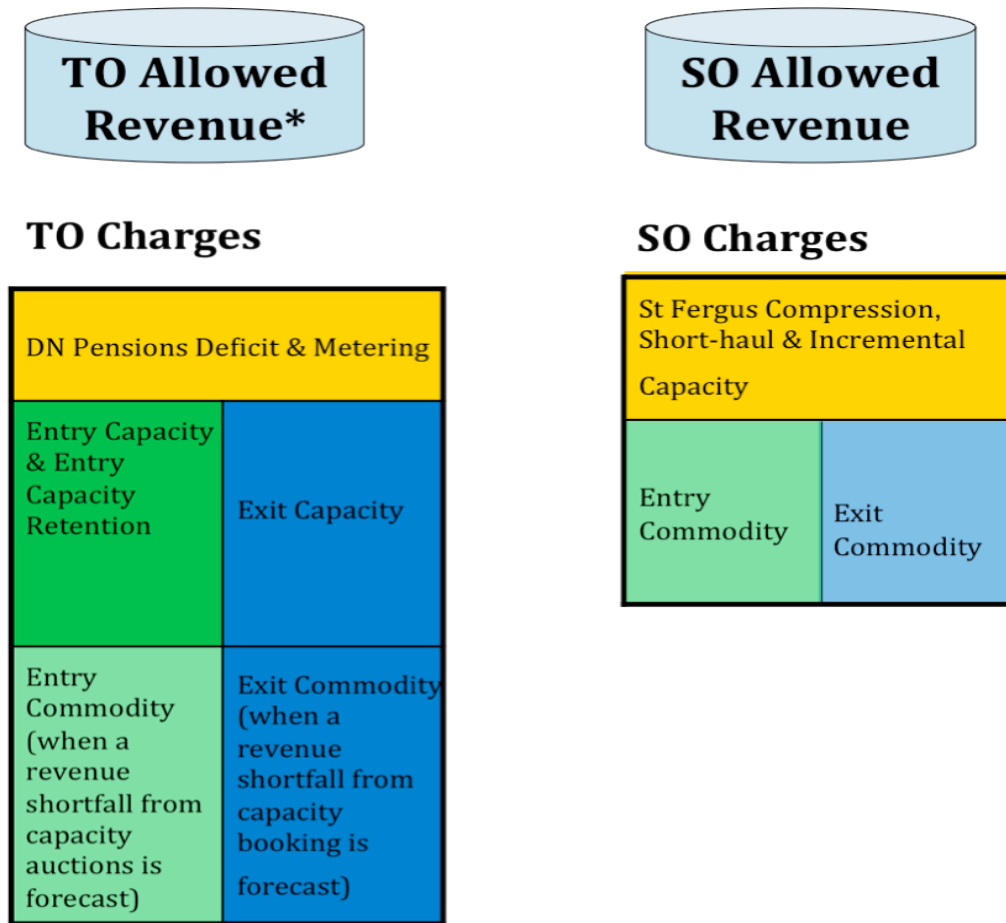 TO Allowed
Revenue*
SO Allowed
Revenue
TO Charges
DN Pensions Deficit & Metering
Entry Capacity
& Entry
Capacity
Retention
Exit Capacity
Entry
Commodity
(when a
revenue
shortfall from
capacity
auctions is
forecast)
Exit Commodity
(when a
revenue
shortfall from
capacity
booking is
forecast)
SO Charges
St Fergus Compression,
Short-haul & Incremental
Capacity
Entry
Commodity
Exit
Commodity